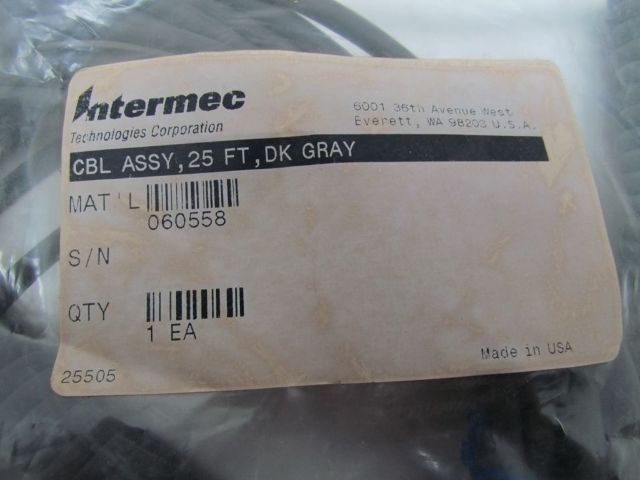 Intermec
Technologies Corporation
6001 36th Avenue West
Everett, WA 98203 U.S.A.
CBL ASSY,25 FT,DK GRAY
MAT'L
060558
S/N
QTY
1 EA
Made in USA
25505